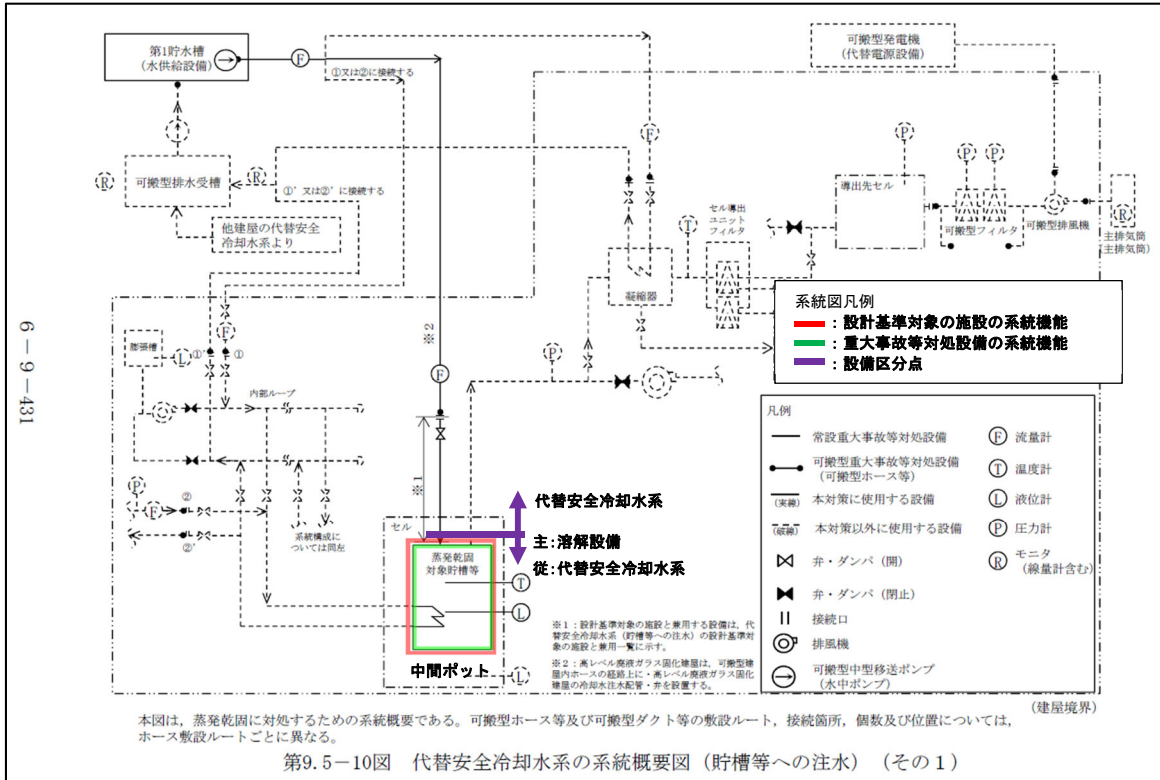 第1貯水槽
(水供給設備)
F
①又は②に接続する
F
可搬型発電機
(代替電源設備)
R
可搬型排水受槽
R
①’又は②’に接続する
他建屋の代替安全
冷却水系より
P
導出先セル
P
P
可搬型フィルタ
可搬型排風機
R
主排気筒
主排気筒)
セル導出
ユニット
フィルタ
T
凝縮器
系統図凡例
:設計基準対象の施設の系統機能
:重大事故等対処設備の系統機能
:設備区分点
膨張槽
L
①’
①
F
※2
F
P
内部ループ
P
F
②
②’
系統構成に
ついては同左
※1
代替安全冷却水系
主:溶解設備
従:代替安全冷却水系
セル
蒸発乾固
対象貯槽等
T
L
中間ポット
L
※1:設計基準対象の施設と兼用する設備は、代
替安全冷却水系(貯槽等への注水)の設計基準対
象の施設と兼用一覧に示す。
※2:高レベル廃液ガラス固化建屋は、可搬型建
屋内ホースの経路上に・高レベル廃液ガラス固化
建屋の冷却水注水配管・弁を設置する。
凡例
常設重大事故等対処設備
可搬型重大事故等対処設備
(可搬型ホース等)
(実線)
本対策に使用する設備
(破線)
本対策以外に使用する設備
弁・ダンパ(開)
弁・ダンパ(閉止)
接続口
排風機
可搬型中型移送ポンプ
(水中ポンプ)
F 流量計
T 温度計
L 液位計
P 圧力計
R モニタ
(線量計含む)
(建屋境界)
6-9-431
本図は,蒸発乾固に対処するための系統概要である。可搬型ホース等及び可搬型ダクト等の敷設ルート,接続箇所,個数及び位置については,
ホース敷設ルートごとに異なる。
第9.5-10図 代替安全冷却水系の系統概要図(貯槽等への注水)(その1)